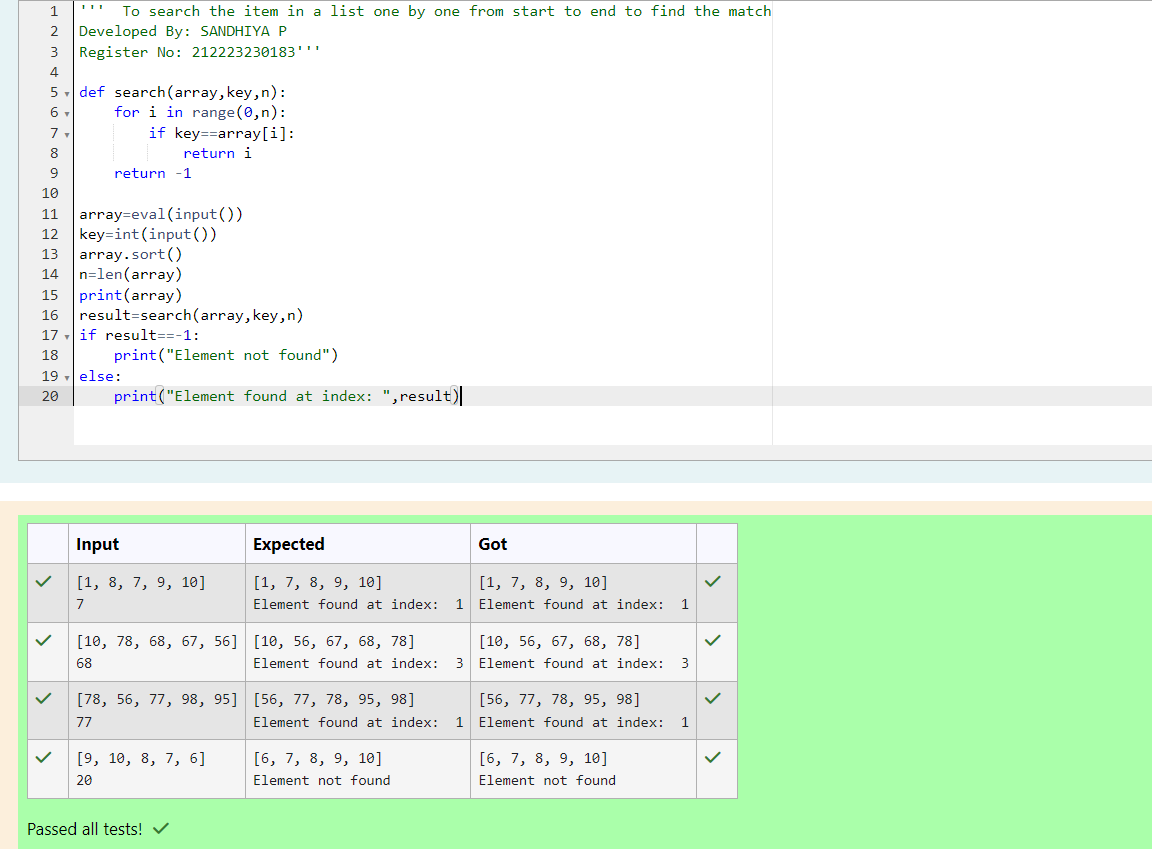 1 '''  To search the item in a list one by one from start to end to find the match
2 Developed By: SANDHIYA P
3 Register No: 212223230183'''
4
5 def search(array,key,n):
6     for i in range(0,n):
7         if key==array[i]:
8             return i
9     return -1
10
11 array=eval(input())
12 key=int(input())
13 array.sort()
14 n=len(array)
15 print(array)
16 result=search(array,key,n)
17 if result==-1:
18     print("Element not found")
19 else:
20     print("Element found at index: ",result)
Input Expected Got
[1, 8, 7, 9, 10] [1, 7, 8, 9, 10] [1, 7, 8, 9, 10]
7 Element found at index:  1 Element found at index:  1
[10, 78, 68, 67, 56] [10, 56, 67, 68, 78] [10, 56, 67, 68, 78]
68 Element found at index:  3 Element found at index:  3
[78, 56, 77, 98, 95] [56, 77, 78, 95, 98] [56, 77, 78, 95, 98]
77 Element found at index:  1 Element found at index:  1
[9, 10, 8, 7, 6] [6, 7, 8, 9, 10] [6, 7, 8, 9, 10]
20 Element not found Element not found
Passed all tests!